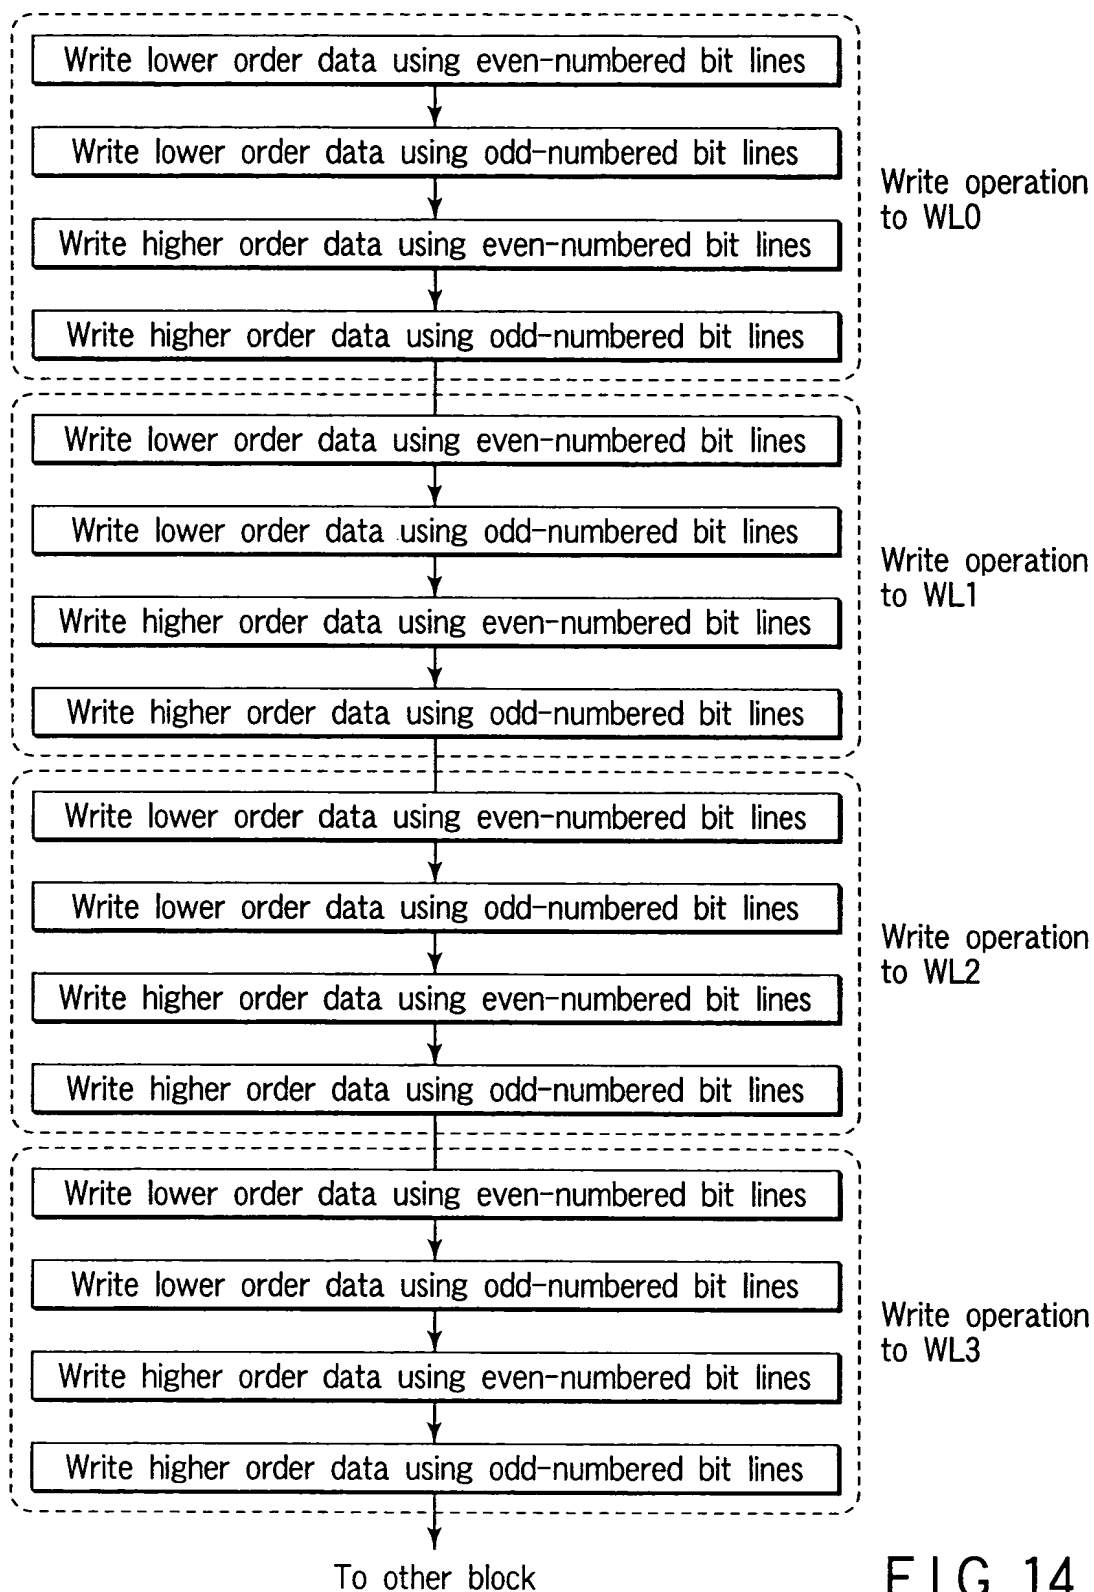 Write lower order data using even-numbered bit lines
Write lower order data using odd-numbered bit lines
Write higher order data using even-numbered bit lines
Write higher order data using odd-numbered bit lines
Write operation
to WL0
Write lower order data using even-numbered bit lines
Write lower order data using odd-numbered bit lines
Write higher order data using even-numbered bit lines
Write higher order data using odd-numbered bit lines
Write operation
to WL1
Write lower order data using even-numbered bit lines
Write lower order data using odd-numbered bit lines
Write higher order data using even-numbered bit lines
Write higher order data using odd-numbered bit lines
Write operation
to WL2
Write lower order data using even-numbered bit lines
Write lower order data using odd-numbered bit lines
Write higher order data using even-numbered bit lines
Write higher order data using odd-numbered bit lines
Write operation
to WL3
To other block
FIG. 14